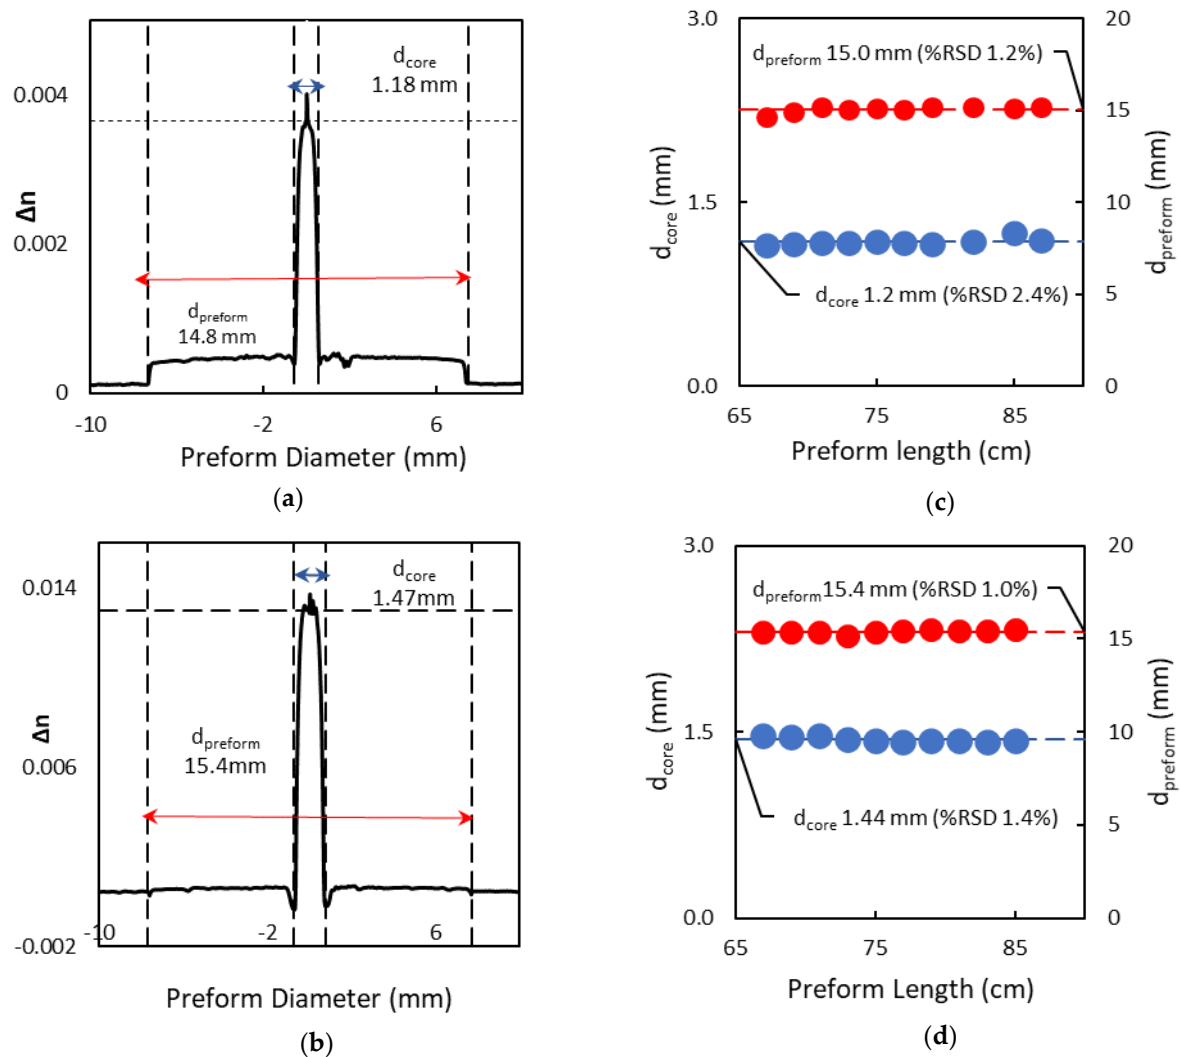 d_core
1.18 mm
0.004
Δn
0.002
d_preform
14.8 mm
0
-10
-2
6
Preform Diameter (mm)
(a)
3.0
20
d_preform 15.0 mm (%RSD 1.2%)
15
d_core (mm)
1.5
10
d_preform (mm)
d_core 1.2 mm (%RSD 2.4%)
5
0.0
0
65
75
85
Preform length (cm)
(c)
0.014
d_core
1.47mm
Δn
d_preform
15.4mm
0.006
-0.002
-10
-2
6
Preform Diameter (mm)
(b)
3.0
20
d_preform 15.4 mm (%RSD 1.0%)
15
d_core (mm)
1.5
10
d_preform (mm)
d_core 1.44 mm (%RSD 1.4%)
5
0.0
0
65
75
85
Preform Length (cm)
(d)